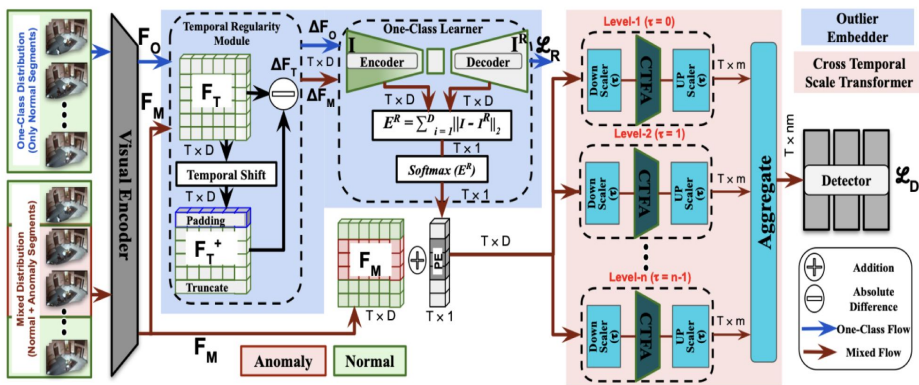 One-Class Distribution
(Only Normal Segments)
Mixed Distribution
(Normal + Anomaly Segments)
Visual Encoder
F_O
F_M
F_M
Temporal Regularity
Module
F_T
T × D
Temporal Shift
T × D
Padding
F_T^+
Truncate
ΔF_T
ΔF_O
T × D
ΔF_M
One-Class Learner
I
Encoder
I^R
Decoder
ℒ_R
T × D
T × D
E^R = ∑^D_{i = 1} ||I - I^R||_2
T × 1
Softmax (E^R)
T × 1
F_M
T × D
PE
T × 1
T × D
Anomaly
Normal
Level-1 (τ = 0)
Down
Scaler
(τ)
CTFA
UP
Scaler
(τ)
T × m
Level-2 (τ = 1)
Down
Scaler
(τ)
CTFA
UP
Scaler
(τ)
T × m
Level-n (τ = n-1)
Down
Scaler
(τ)
CTFA
UP
Scaler
(τ)
T × m
Aggregate
T × nm
Outlier
Embedder
Cross Temporal
Scale Transformer
Detector
ℒ_D
Addition
Absolute
Difference
One-Class Flow
Mixed Flow